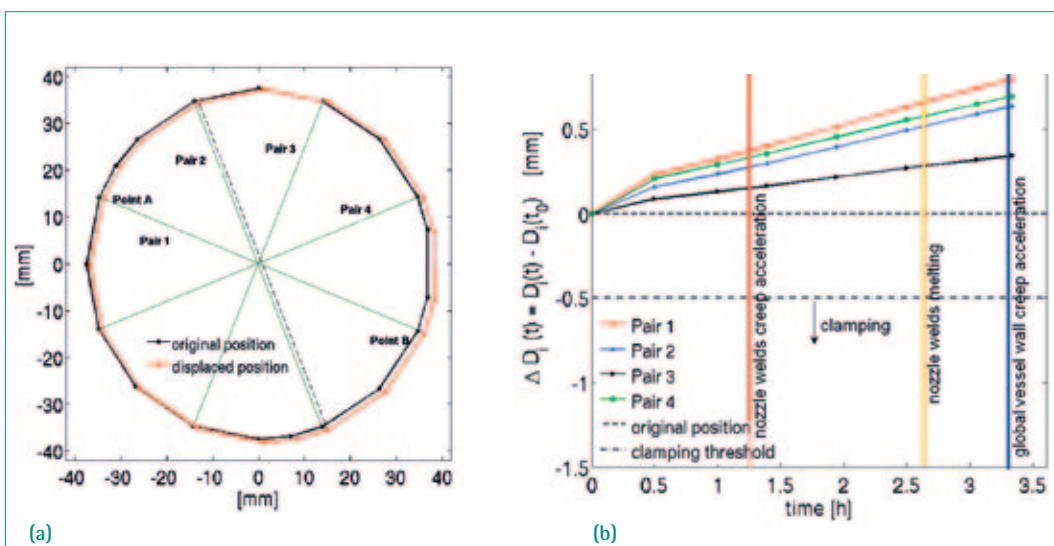 40
30
20
10
0
-10
-20
-30
-40
[mm]
Pair 2
Pair 3
Point A
Pair 4
Pair 1
Point B
original position
displaced position
-40 -30 -20 -10 0 10 20 30 40
[mm]
(a)
0.5
0
-0.5
-1
-1.5
Δ Dᵢ (t) = Dᵢ(t) - Dᵢ(t₀) [mm]
clamping
Pair 1
Pair 2
Pair 3
Pair 4
original position
clamping threshold
nozzle welds creep acceleration
nozzle welds melting
global vessel wall creep acceleration
0 0.5 1 1.5 2 2.5 3 3.5
time [h]
(b)